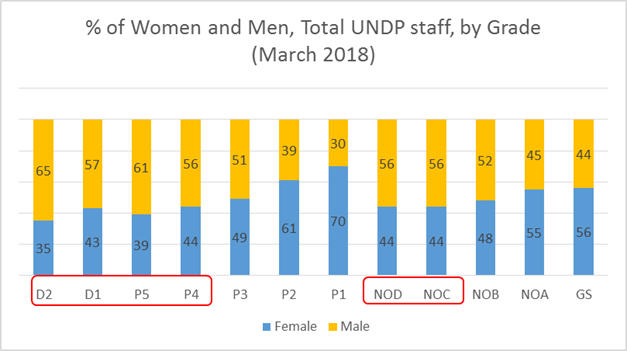 % of Women and Men, Total UNDP staff, by Grade
(March 2018)
65 57 61 56 51 39 30 56 56 52 45 44
35 43 39 44 49 61 70 44 44 48 55 56
D2 D1 P5 P4 P3 P2 P1 NOD NOC NOB NOA GS
Female Male